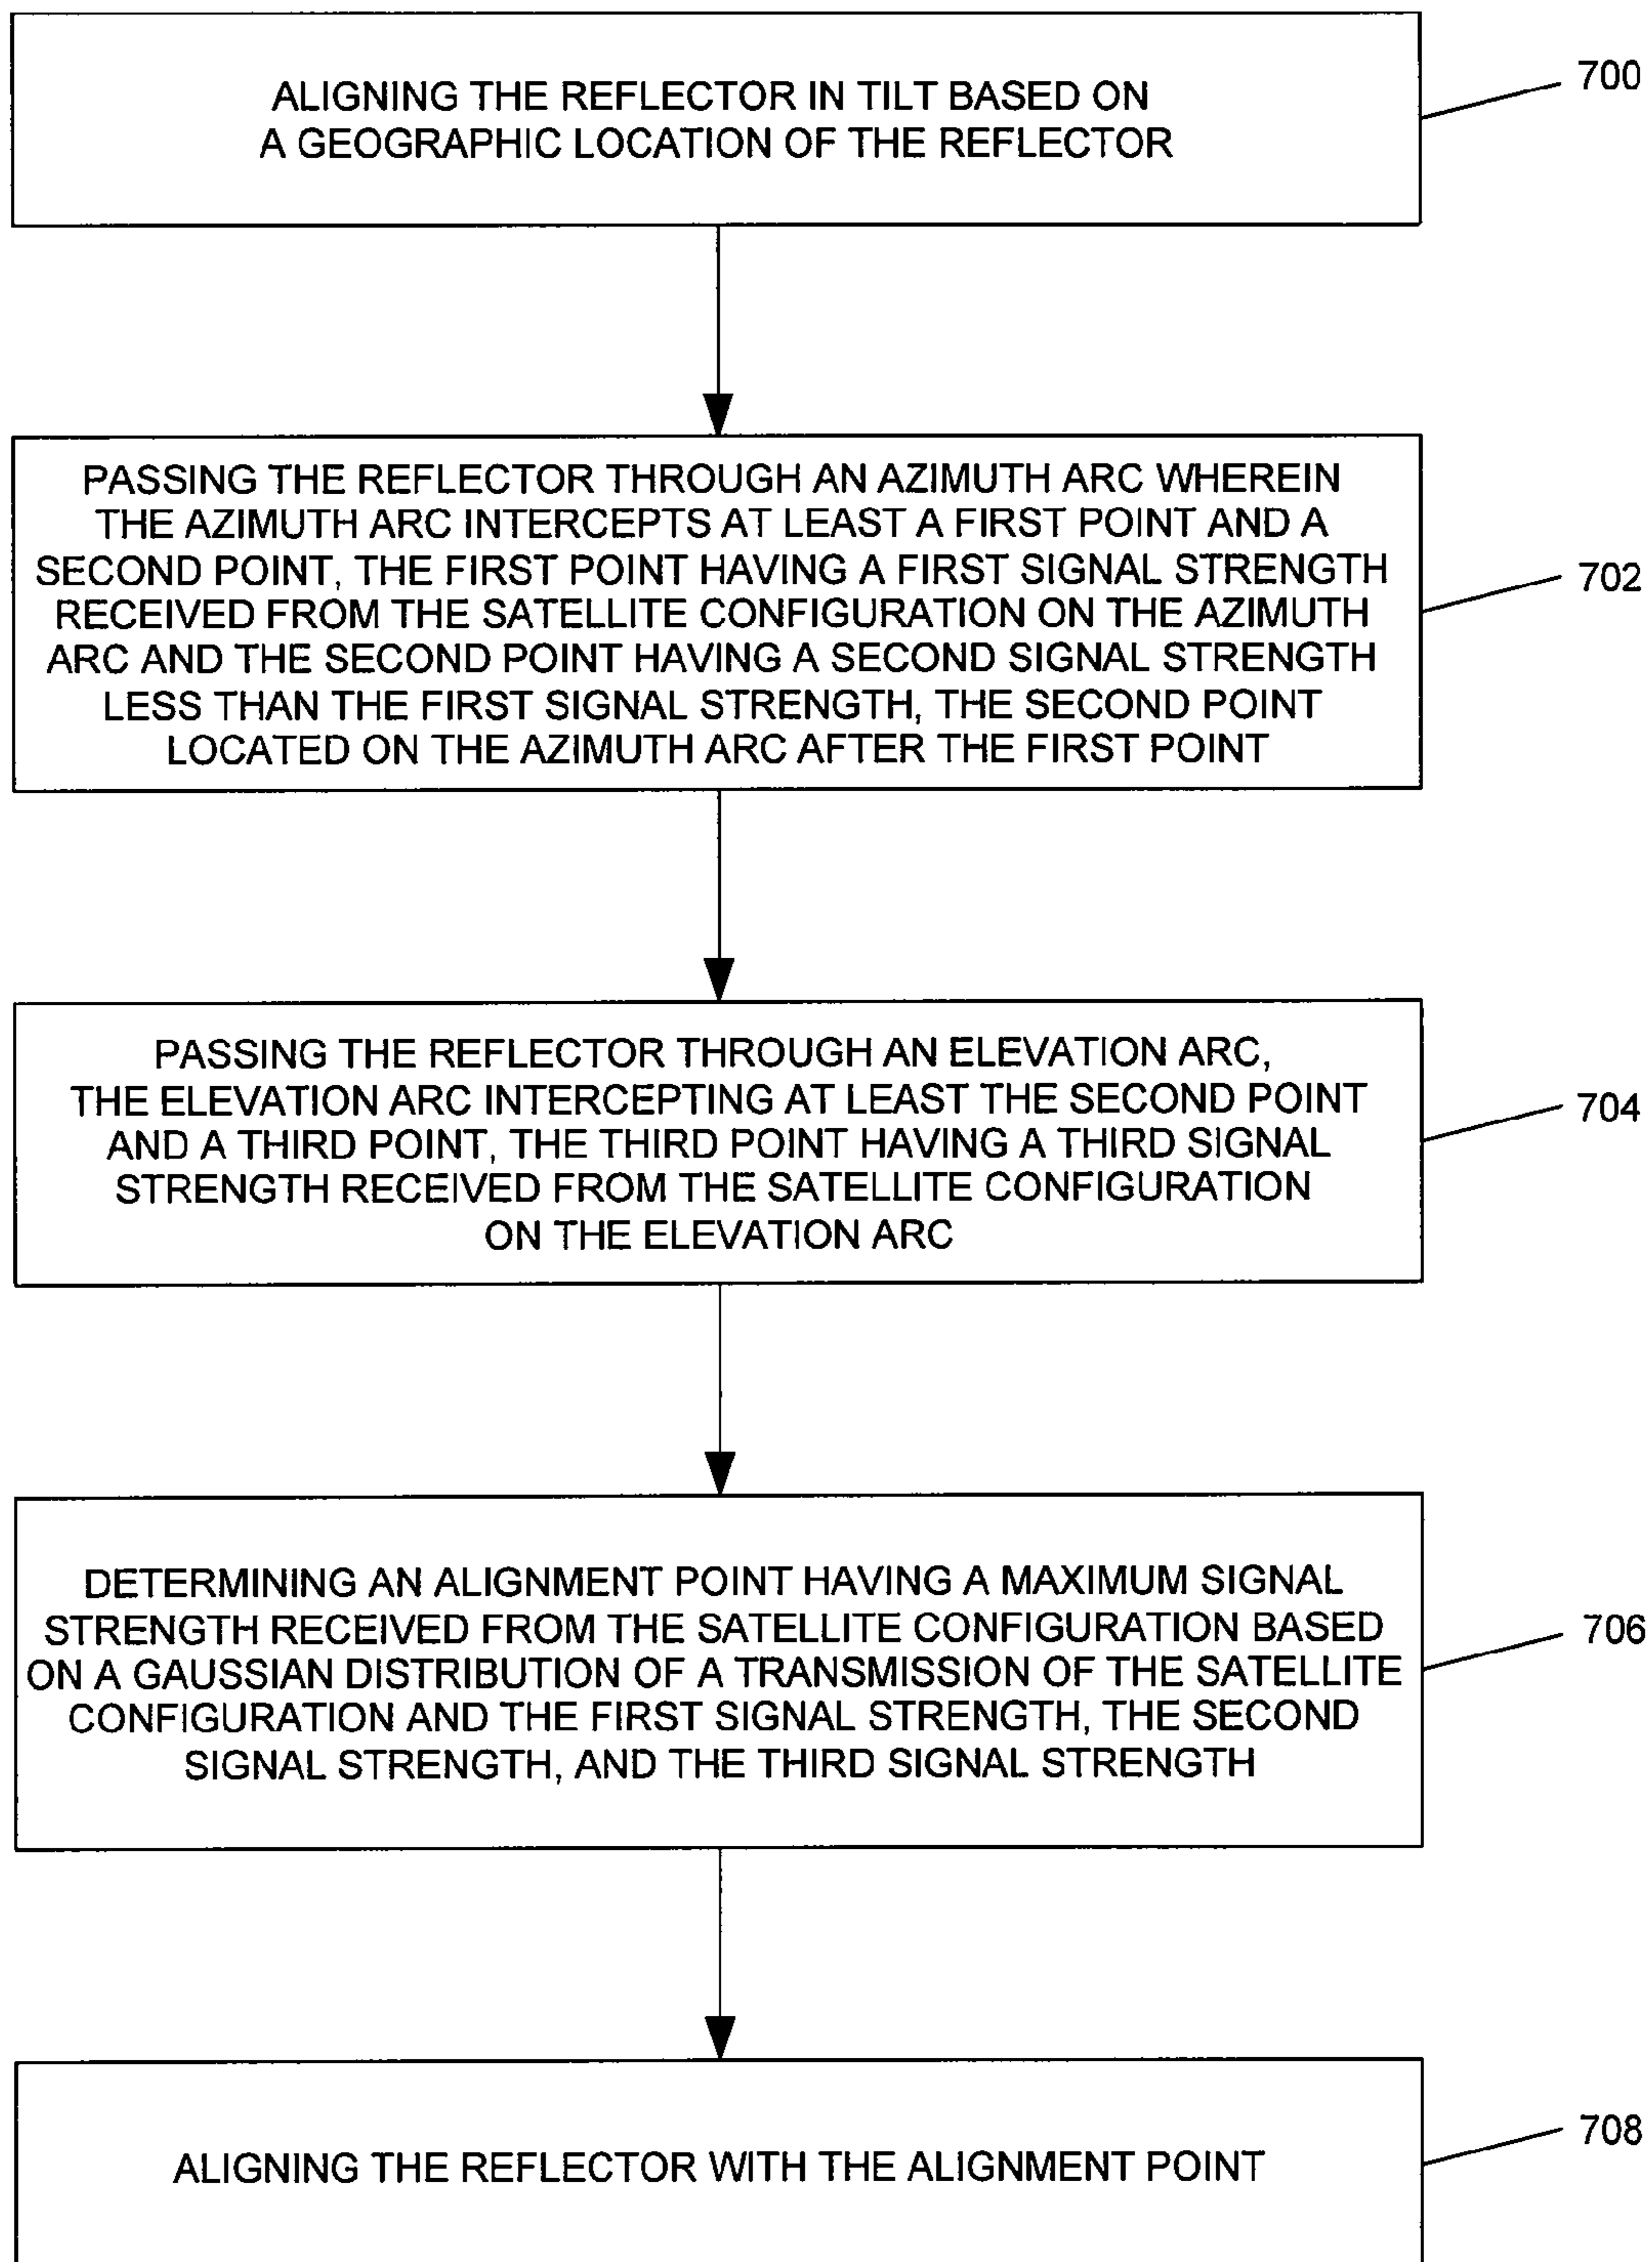 ALIGNING THE REFLECTOR IN TILT BASED ON
A GEOGRAPHIC LOCATION OF THE REFLECTOR
700
PASSING THE REFLECTOR THROUGH AN AZIMUTH ARC WHEREIN
THE AZIMUTH ARC INTERCEPTS AT LEAST A FIRST POINT AND A
SECOND POINT, THE FIRST POINT HAVING A FIRST SIGNAL STRENGTH
RECEIVED FROM THE SATELLITE CONFIGURATION ON THE AZIMUTH
ARC AND THE SECOND POINT HAVING A SECOND SIGNAL STRENGTH
LESS THAN THE FIRST SIGNAL STRENGTH, THE SECOND POINT
LOCATED ON THE AZIMUTH ARC AFTER THE FIRST POINT
702
PASSING THE REFLECTOR THROUGH AN ELEVATION ARC,
THE ELEVATION ARC INTERCEPTING AT LEAST THE SECOND POINT
AND A THIRD POINT, THE THIRD POINT HAVING A THIRD SIGNAL
STRENGTH RECEIVED FROM THE SATELLITE CONFIGURATION
ON THE ELEVATION ARC
704
DETERMINING AN ALIGNMENT POINT HAVING A MAXIMUM SIGNAL
STRENGTH RECEIVED FROM THE SATELLITE CONFIGURATION BASED
ON A GAUSSIAN DISTRIBUTION OF A TRANSMISSION OF THE SATELLITE
CONFIGURATION AND THE FIRST SIGNAL STRENGTH, THE SECOND
SIGNAL STRENGTH, AND THE THIRD SIGNAL STRENGTH
706
ALIGNING THE REFLECTOR WITH THE ALIGNMENT POINT
708